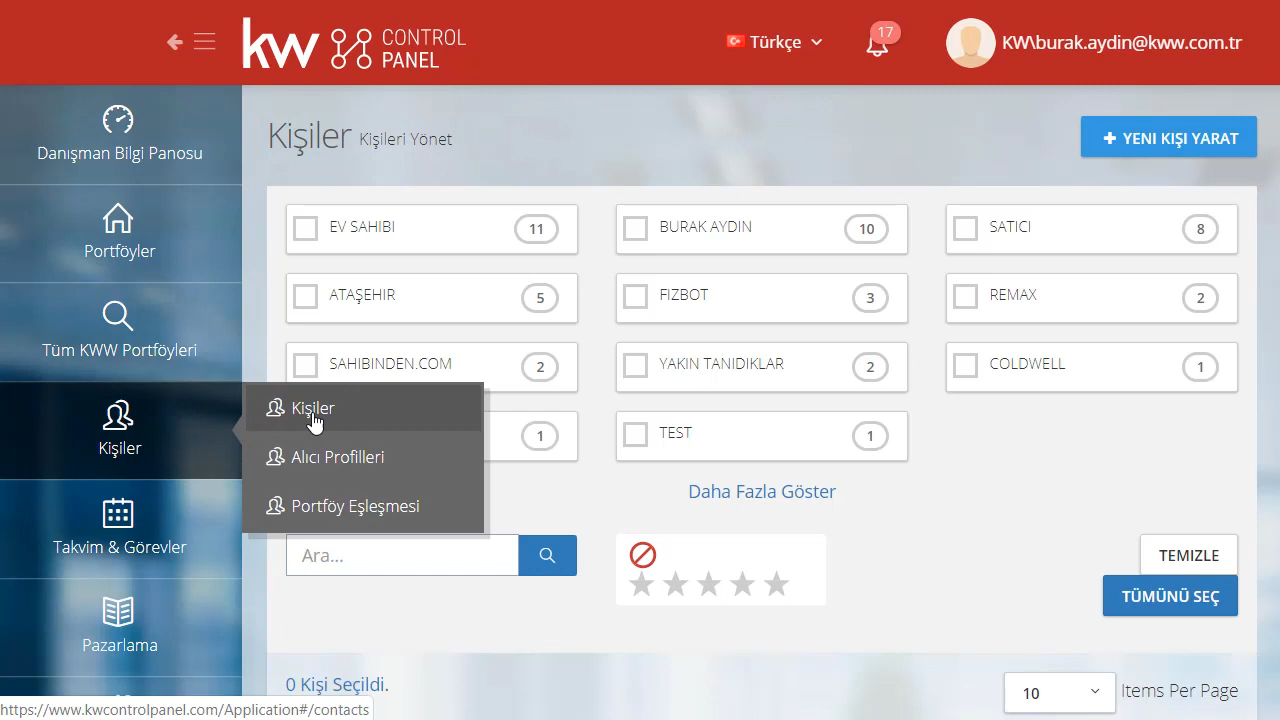 kw CONTROL PANEL
Türkçe
17
KW\burak.aydin@kww.com.tr
Danışman Bilgi Panosu
Portföyler
Tüm KWW Portföyleri
Kişiler
Takvim & Görevler
Pazarlama
Kişiler Kişileri Yönet
+ YENI KIŞI YARAT
EV SAHIBI 11
BURAK AYDIN 10
SATICI 8
ATAŞEHIR 5
FIZBOT 3
REMAX 2
SAHIBINDEN.COM 2
YAKIN TANIDIKLAR 2
COLDWELL 1
1
TEST 1
Kişiler
Alıcı Profilleri
Portföy Eşleşmesi
Daha Fazla Göster
Ara...
TEMIZLE
TÜMÜNÜ SEÇ
0 Kişi Seçildi.
10 Items Per Page
https://www.kwcontrolpanel.com/Application#/contacts